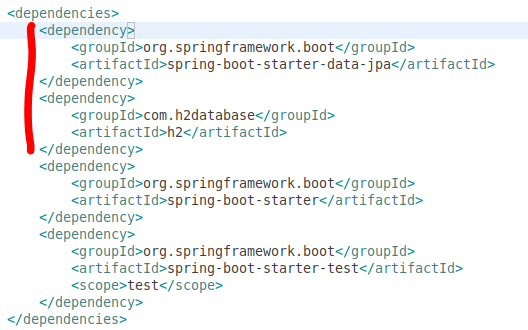 <dependencies>
    <dependency>
        <groupId>org.springframework.boot</groupId>
        <artifactId>spring-boot-starter-data-jpa</artifactId>
    </dependency>
    <dependency>
        <groupId>com.h2database</groupId>
        <artifactId>h2</artifactId>
    </dependency>
    <dependency>
        <groupId>org.springframework.boot</groupId>
        <artifactId>spring-boot-starter</artifactId>
    </dependency>
    <dependency>
        <groupId>org.springframework.boot</groupId>
        <artifactId>spring-boot-starter-test</artifactId>
        <scope>test</scope>
    </dependency>
</dependencies>